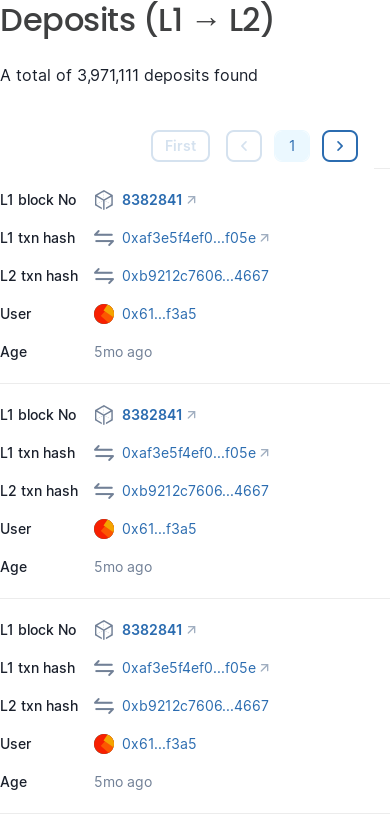 Deposits (L1 → L2)
A total of 3,971,111 deposits found
First 1
L1 block No 8382841
L1 txn hash 0xaf3e5f4ef0...f05e
L2 txn hash 0xb9212c7606...4667
User 0x61...f3a5
Age 5mo ago
L1 block No 8382841
L1 txn hash 0xaf3e5f4ef0...f05e
L2 txn hash 0xb9212c7606...4667
User 0x61...f3a5
Age 5mo ago
L1 block No 8382841
L1 txn hash 0xaf3e5f4ef0...f05e
L2 txn hash 0xb9212c7606...4667
User 0x61...f3a5
Age 5mo ago